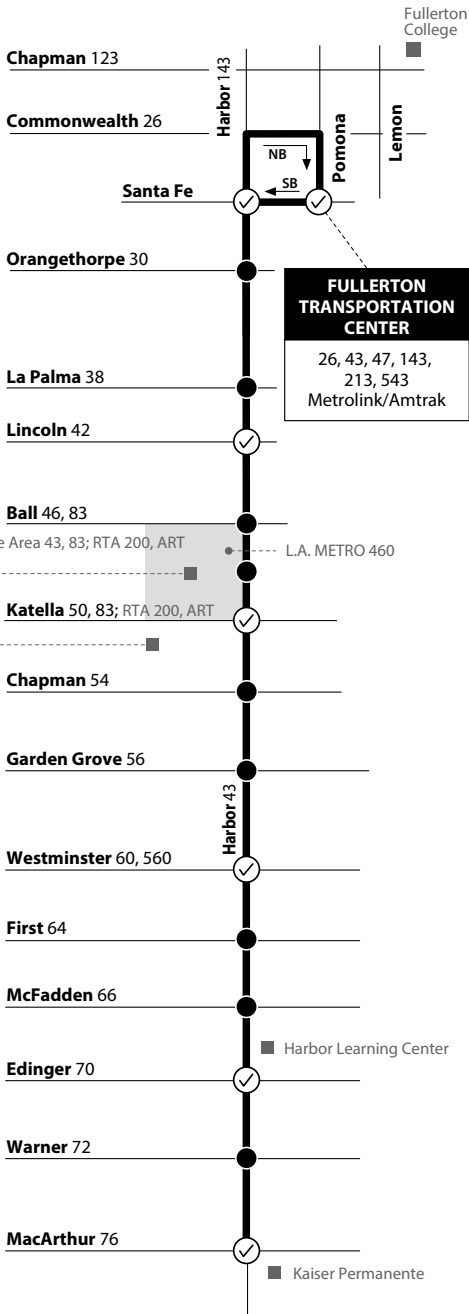 Fullerton
College
Chapman 123
Harbor 143
Commonwealth 26
Pomona
Lemon
NB
SB
Santa Fe
Orangethorpe 30
FULLERTON
TRANSPORTATION
CENTER
26, 43, 47, 143,
213, 543
Metrolink/Amtrak
La Palma 38
Lincoln 42
Ball 46, 83
Area 43, 83; RTA 200, ART
L.A. METRO 460
Katella 50, 83; RTA 200, ART
Chapman 54
Garden Grove 56
Harbor 43
Westminster 60, 560
First 64
McFadden 66
Harbor Learning Center
Edinger 70
Warner 72
MacArthur 76
Kaiser Permanente